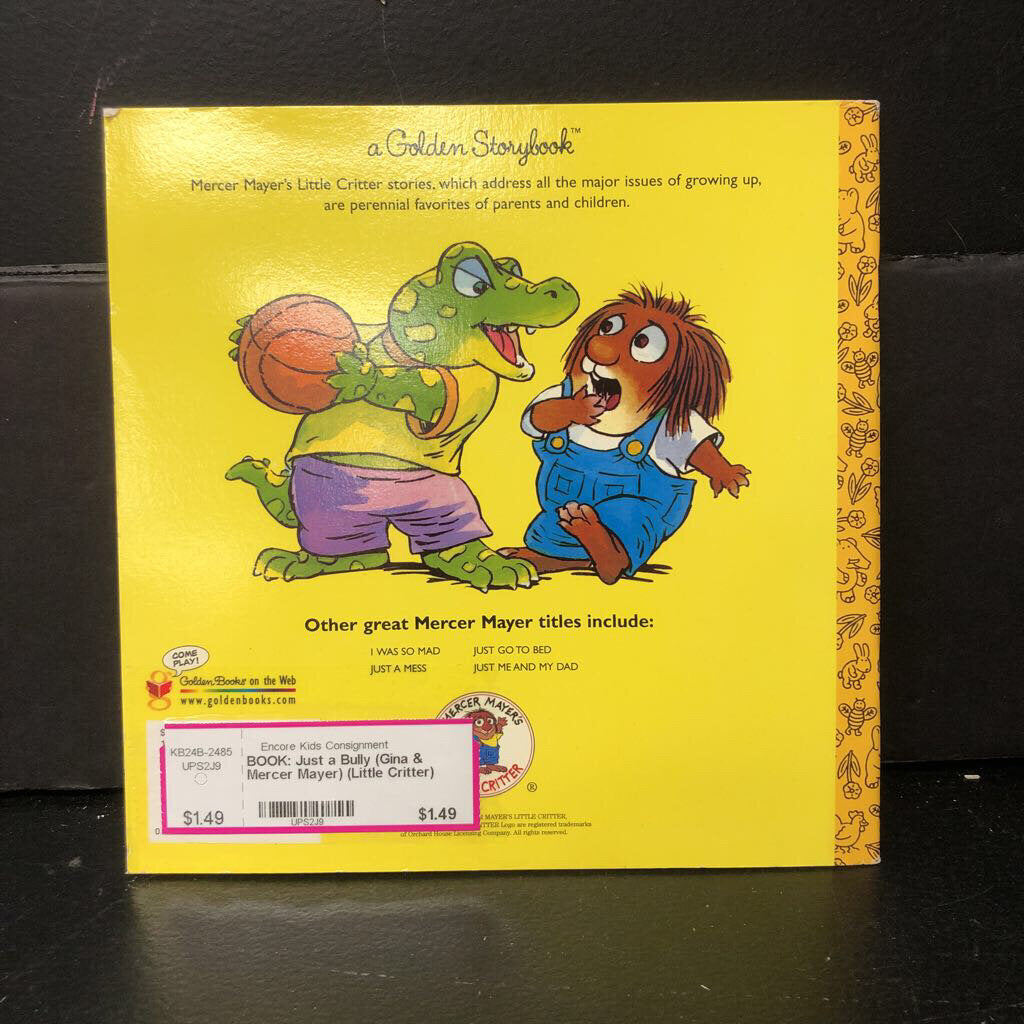 a Golden Storybook™
Mercer Mayer's Little Critter stories, which address all the major issues of growing up,
are perennial favorites of parents and children.
Other great Mercer Mayer titles include:
I WAS SO MAD
JUST GO TO BED
JUST A MESS
JUST ME AND MY DAD
COME
PLAY!
Golden Books on the Web
www.goldenbooks.com
MERCER MAYER'S
CRITTER
®
KB24B-2485
UPS2J9
$1.49
Encore Kids Consignment
BOOK: Just a Bully (Gina &
Mercer Mayer) (Little Critter)
UPS2J9
$1.49
MAYER'S LITTLE CRITTER,
Logo are registered trademarks
of Orchard House Licensing Company. All rights reserved.